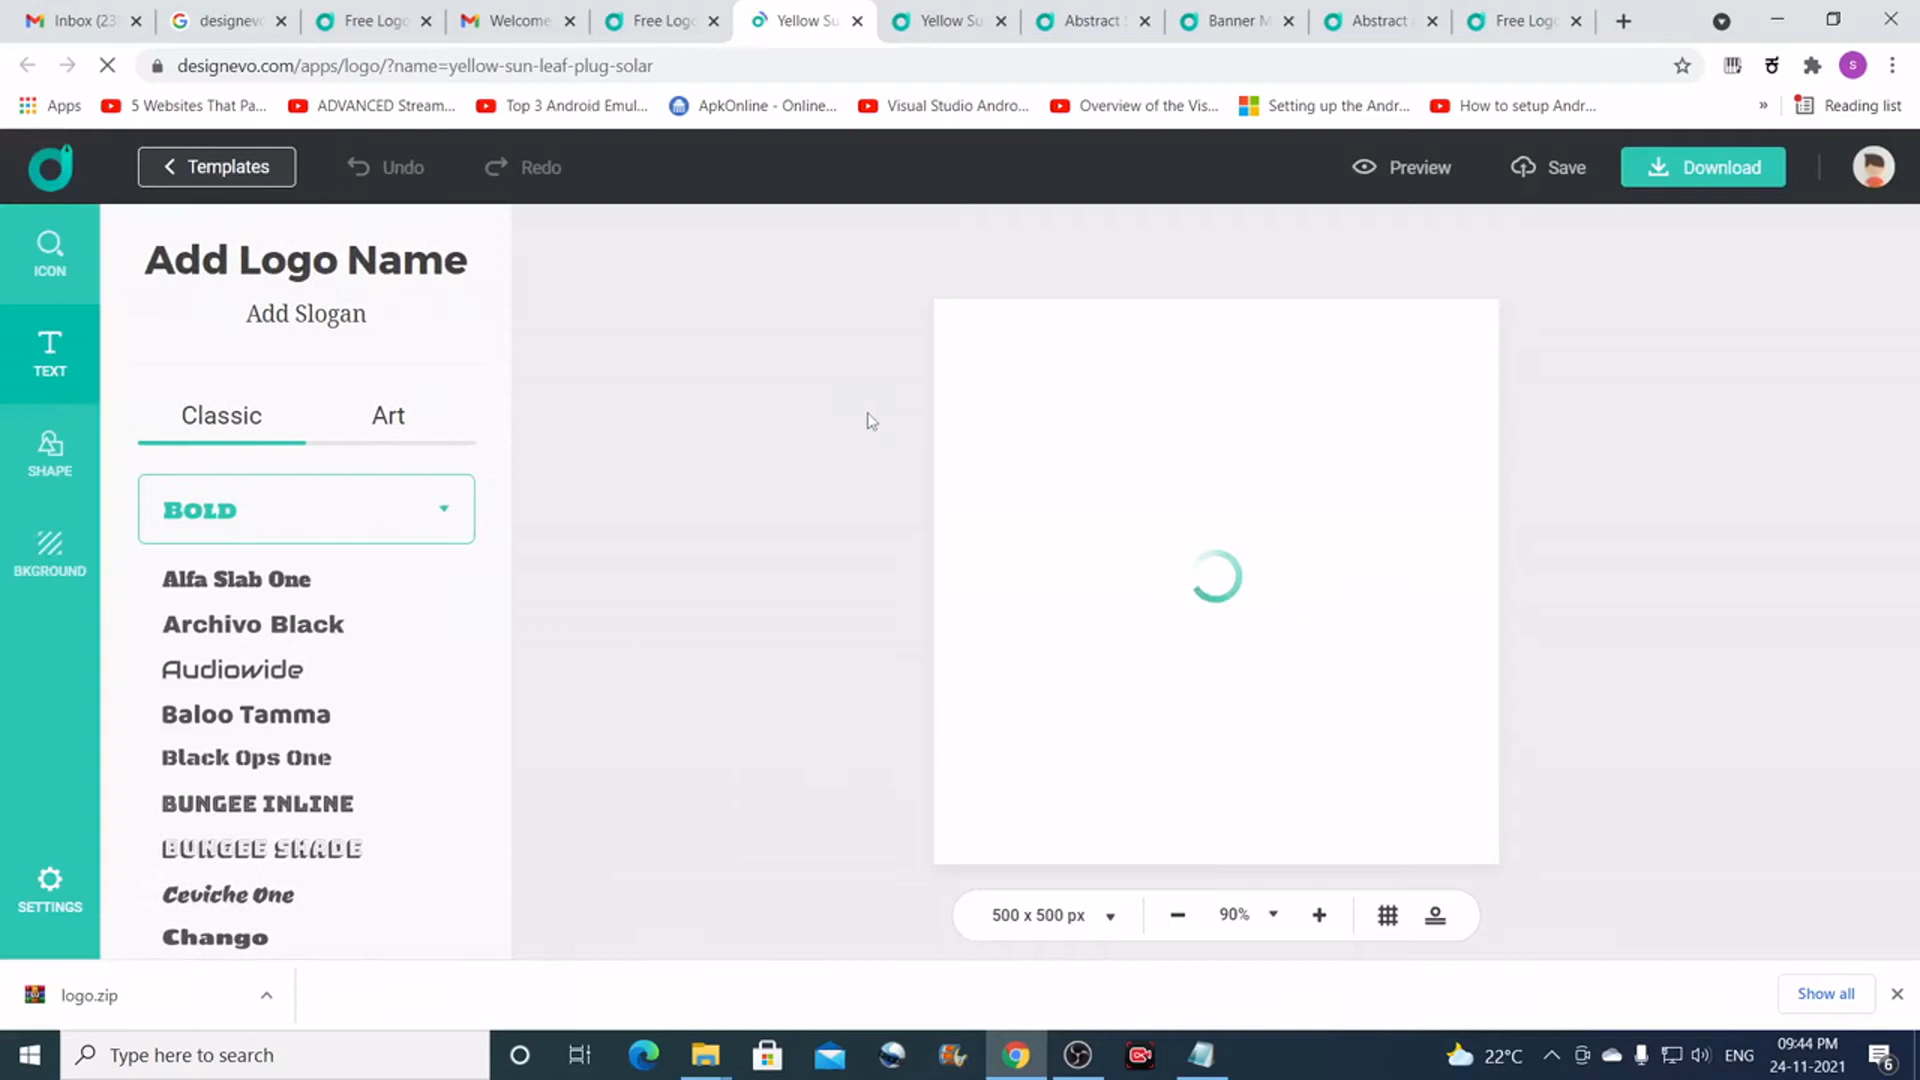 Inbox (23
designevo
Free Logo
Welcome
Free Logo
Yellow Su
Yellow Su
Abstract
Banner M
Abstract
Free Logo
designevo.com/apps/logo/?name=yellow-sun-leaf-plug-solar
S
Apps
5 Websites That Pa...
ADVANCED Stream...
Top 3 Android Emul...
ApkOnline - Online...
Visual Studio Andro...
Overview of the Vis...
Setting up the Andr...
How to setup Andr...
»
Reading list
Templates
Undo
Redo
Preview
Save
Download
ICON
TEXT
SHAPE
BKGROUND
SETTINGS
Add Logo Name
Add Slogan
Classic
Art
BOLD
Alfa Slab One
Archivo Black
Audiowide
Baloo Tamma
Black Ops One
BUNGEE INLINE
BUNGEE SHADE
Ceviche One
Chango
500 x 500 px
90%
logo.zip
Show all
Type here to search
22°C
ENG
09:44 PM
24-11-2021
6